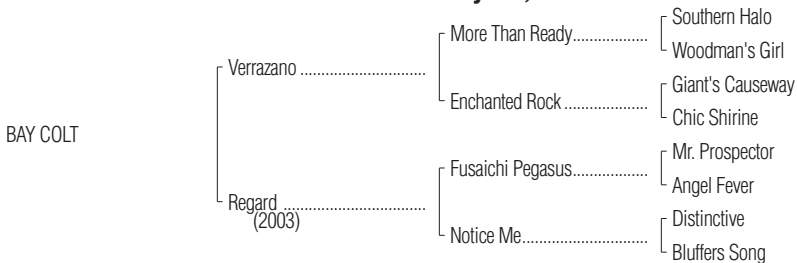 Southern Halo
More Than Ready.................
Woodman's Girl
Verrazano ..............................
Giant's Causeway
Enchanted Rock ....................
Chic Shirine
BAY COLT
Mr. Prospector
Fusaichi Pegasus..................
Angel Fever
Regard ..................................
(2003)
Distinctive
Notice Me..............................
Bluffers Song